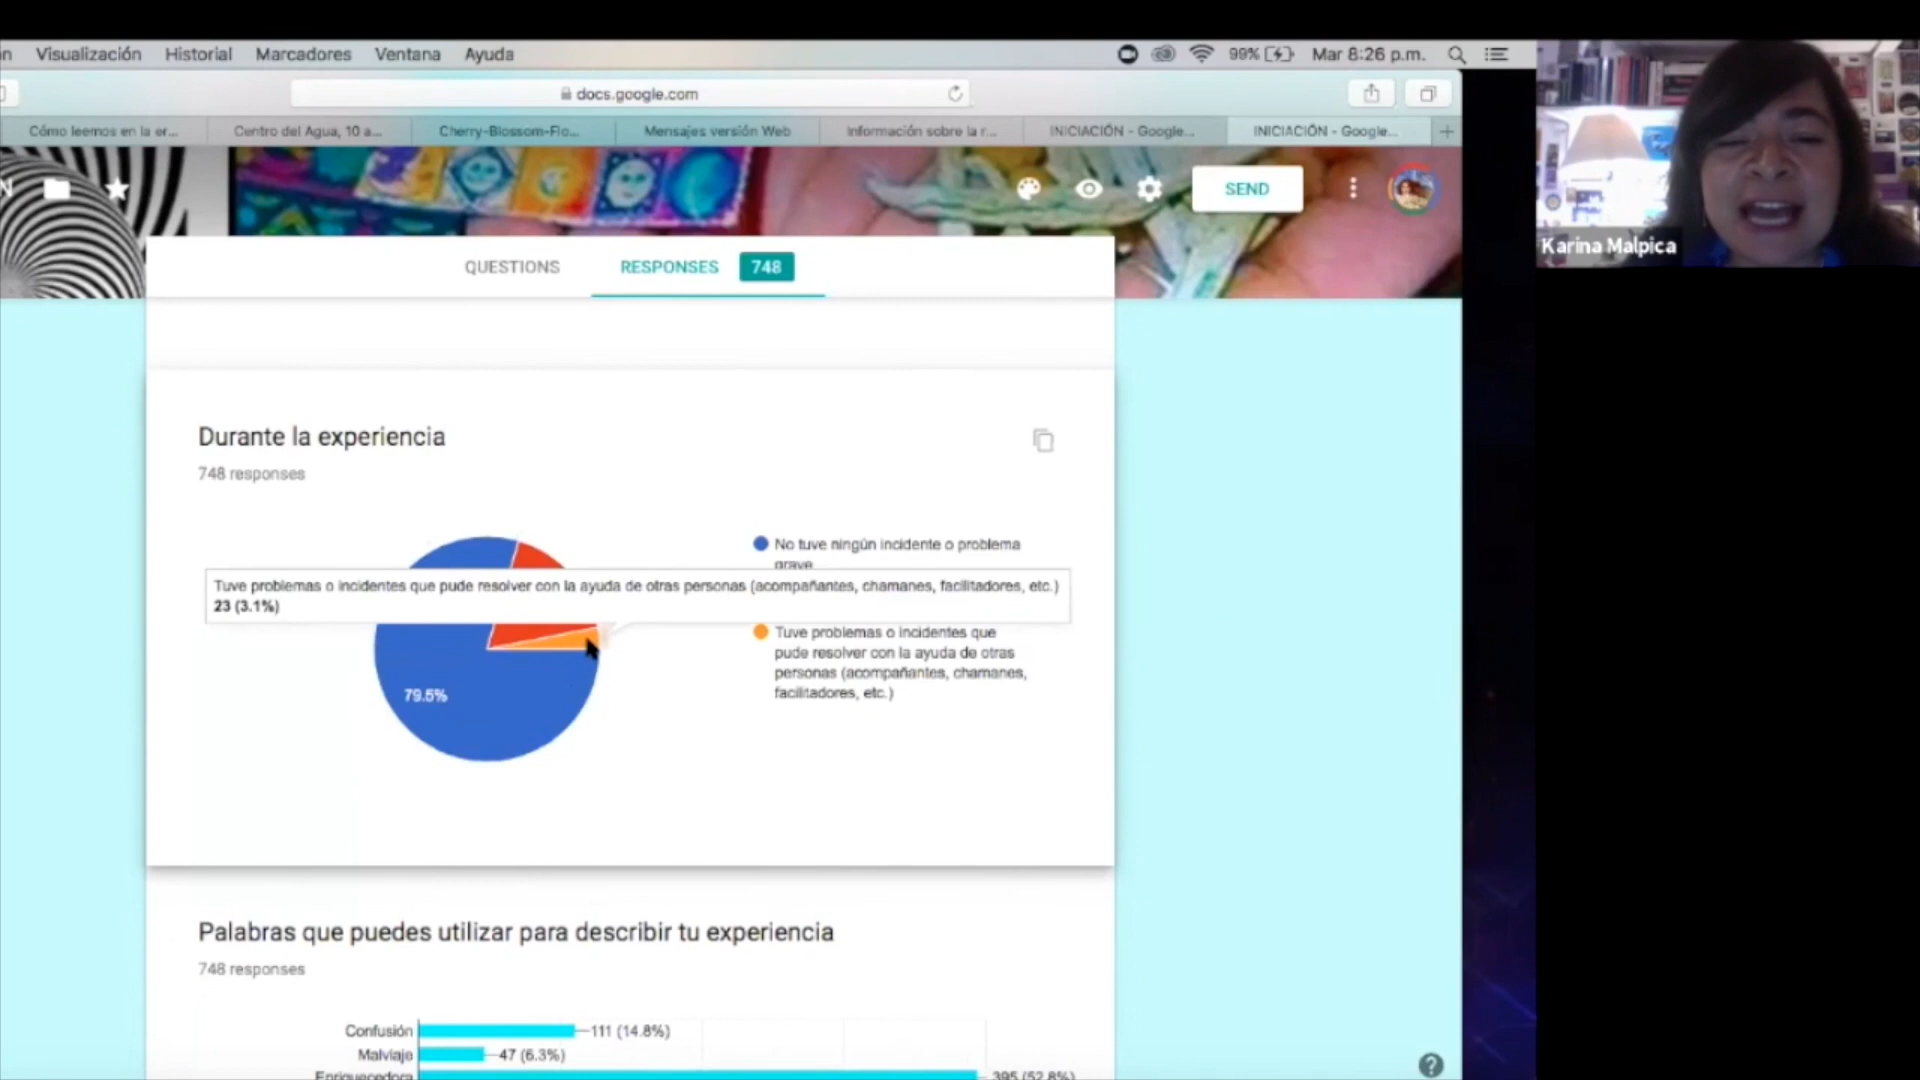 ón Visualización Historial Marcadores Ventana Ayuda 99% Mar 8:26 p.m.
docs.google.com
Cómo leemos en la er... Centro del Agua, 10 a... Cherry-Blossom-Flo... Mensajes versión Web Información sobre la r... INICIACIÓN - Google... INICIACIÓN - Google... +
N SEND
Karina Malpica
QUESTIONS RESPONSES 748
Durante la experiencia
748 responses
No tuve ningún incidente o problema
grave
Tuve problemas o incidentes que pude resolver con la ayuda de otras personas (acompañantes, chamanes, facilitadores, etc.)
23 (3.1%)
Tuve problemas o incidentes que
pude resolver con la ayuda de otras
personas (acompañantes, chamanes,
facilitadores, etc.)
79.5%
Palabras que puedes utilizar para describir tu experiencia
748 responses
Confusión 111 (14.8%)
Malviaje 47 (6.3%)
Enriquecedora 395 (52.8%)
?